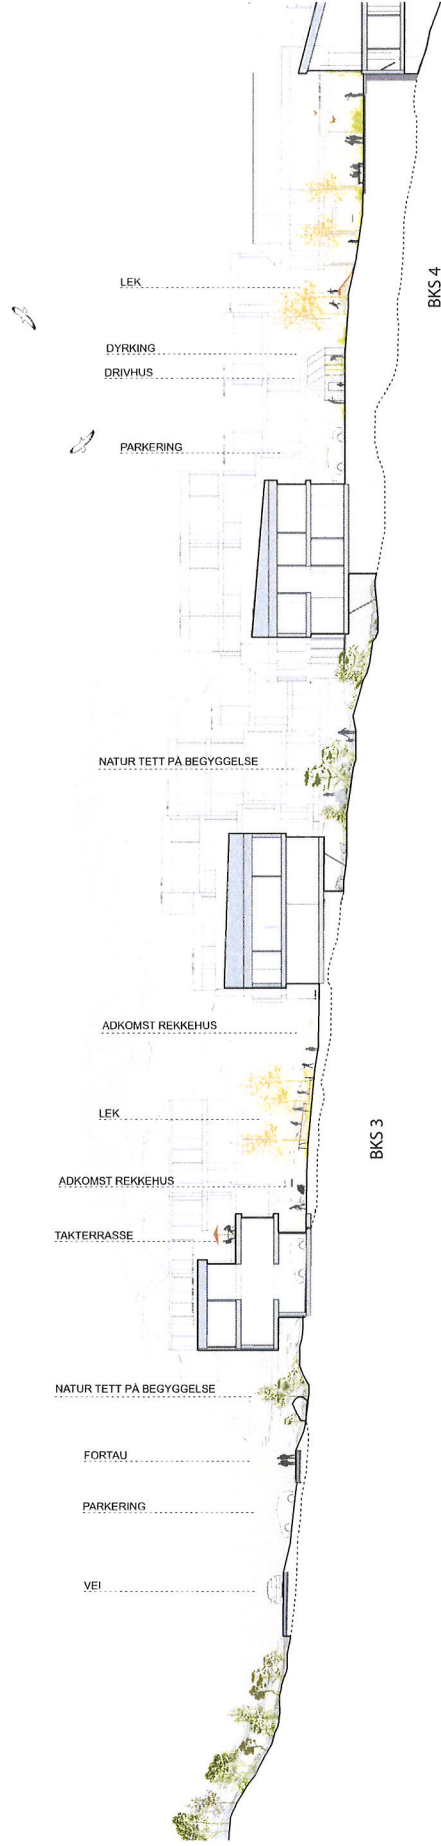 LEK
DYRKING
DRIVHUS
PARKERING
NATUR TETT PÅ BEGYGGELSE
ADKOMST REKKEHUS
LEK
ADKOMST REKKEHUS
TAKTERRASSE
NATUR TETT PÅ BEGYGGELSE
FORTAU
PARKERING
VEI
BKS 4
BKS 3